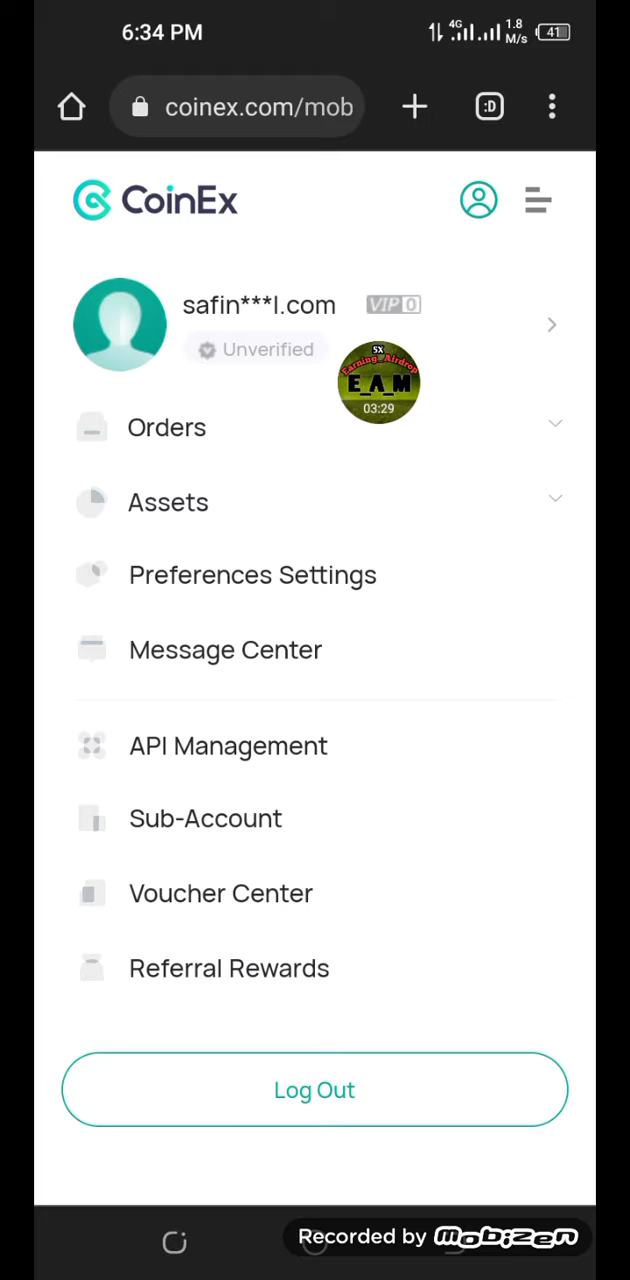 6:34 PM
4G
1.8
M/s
41
coinex.com/mob
:D
CoinEx
safin***l.com
VIP 0
Unverified
5X
Earning_Airdrop
E_A_M
03:29
Orders
Assets
Preferences Settings
Message Center
API Management
Sub-Account
Voucher Center
Referral Rewards
Log Out
Recorded by mobizen